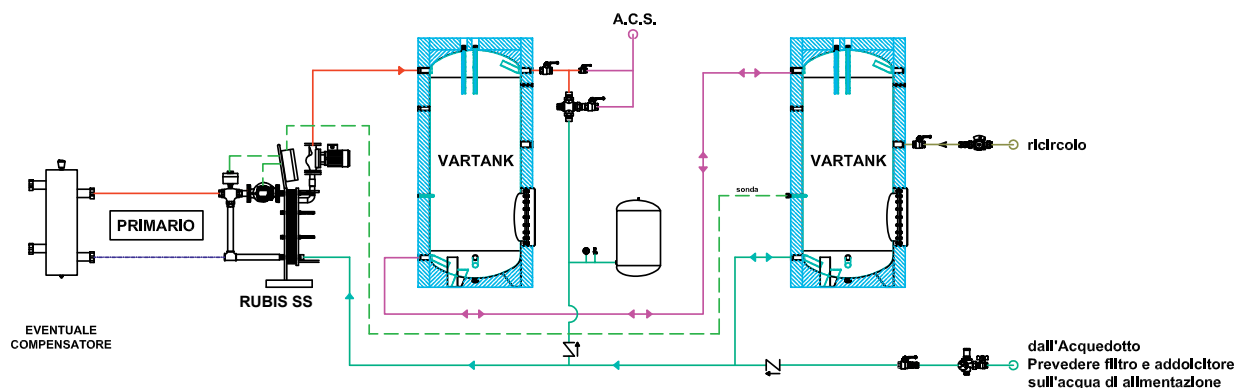 A.C.S.
VARTANK
VARTANK
ricircolo
sonda
PRIMARIO
RUBIS SS
EVENTUALE
COMPENSATORE
dall'Acquedotto
Prevedere filtro e addolcitore
sull'acqua di alimentazione